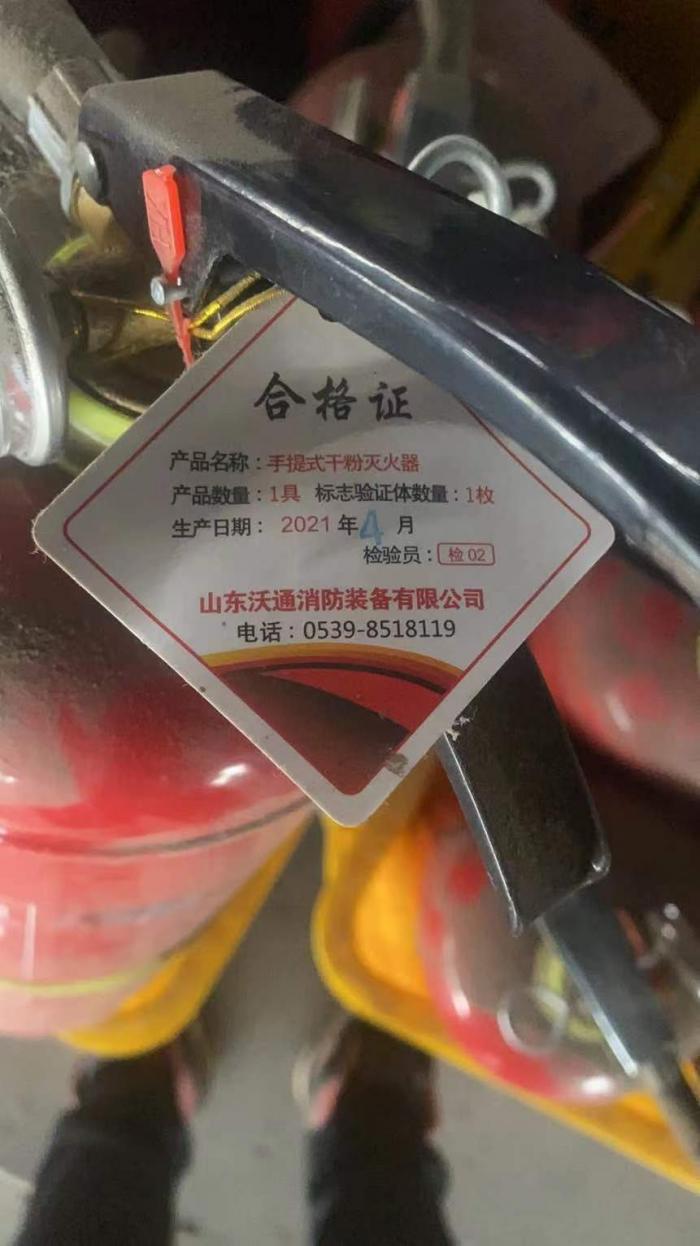 合格证
产品名称：手提式干粉灭火器
产品数量：1具 标志验证体数量：1枚
生产日期： 2021 年 4 月
检验员：检 02
山东沃通消防装备有限公司
电话：0539-8518119